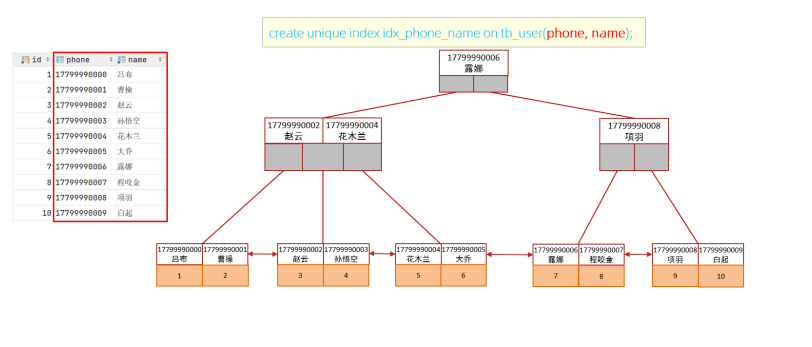 create unique index idx_phone_name on tb_user(phone, name);
id phone name
1 17799990000 吕布
2 17799990001 曹操
3 17799990002 赵云
4 17799990003 孙悟空
5 17799990004 花木兰
6 17799990005 大乔
7 17799990006 露娜
8 17799990007 程咬金
9 17799990008 项羽
10 17799990009 白起
17799990006
露娜
17799990002 17799990004
赵云 花木兰
17799990008
项羽
17799990000 17799990001 17799990002 17799990003 17799990004 17799990005 17799990006 17799990007 17799990008 17799990009
吕布 曹操 赵云 孙悟空 花木兰 大乔 露娜 程咬金 项羽 白起
1 2 3 4 5 6 7 8 9 10